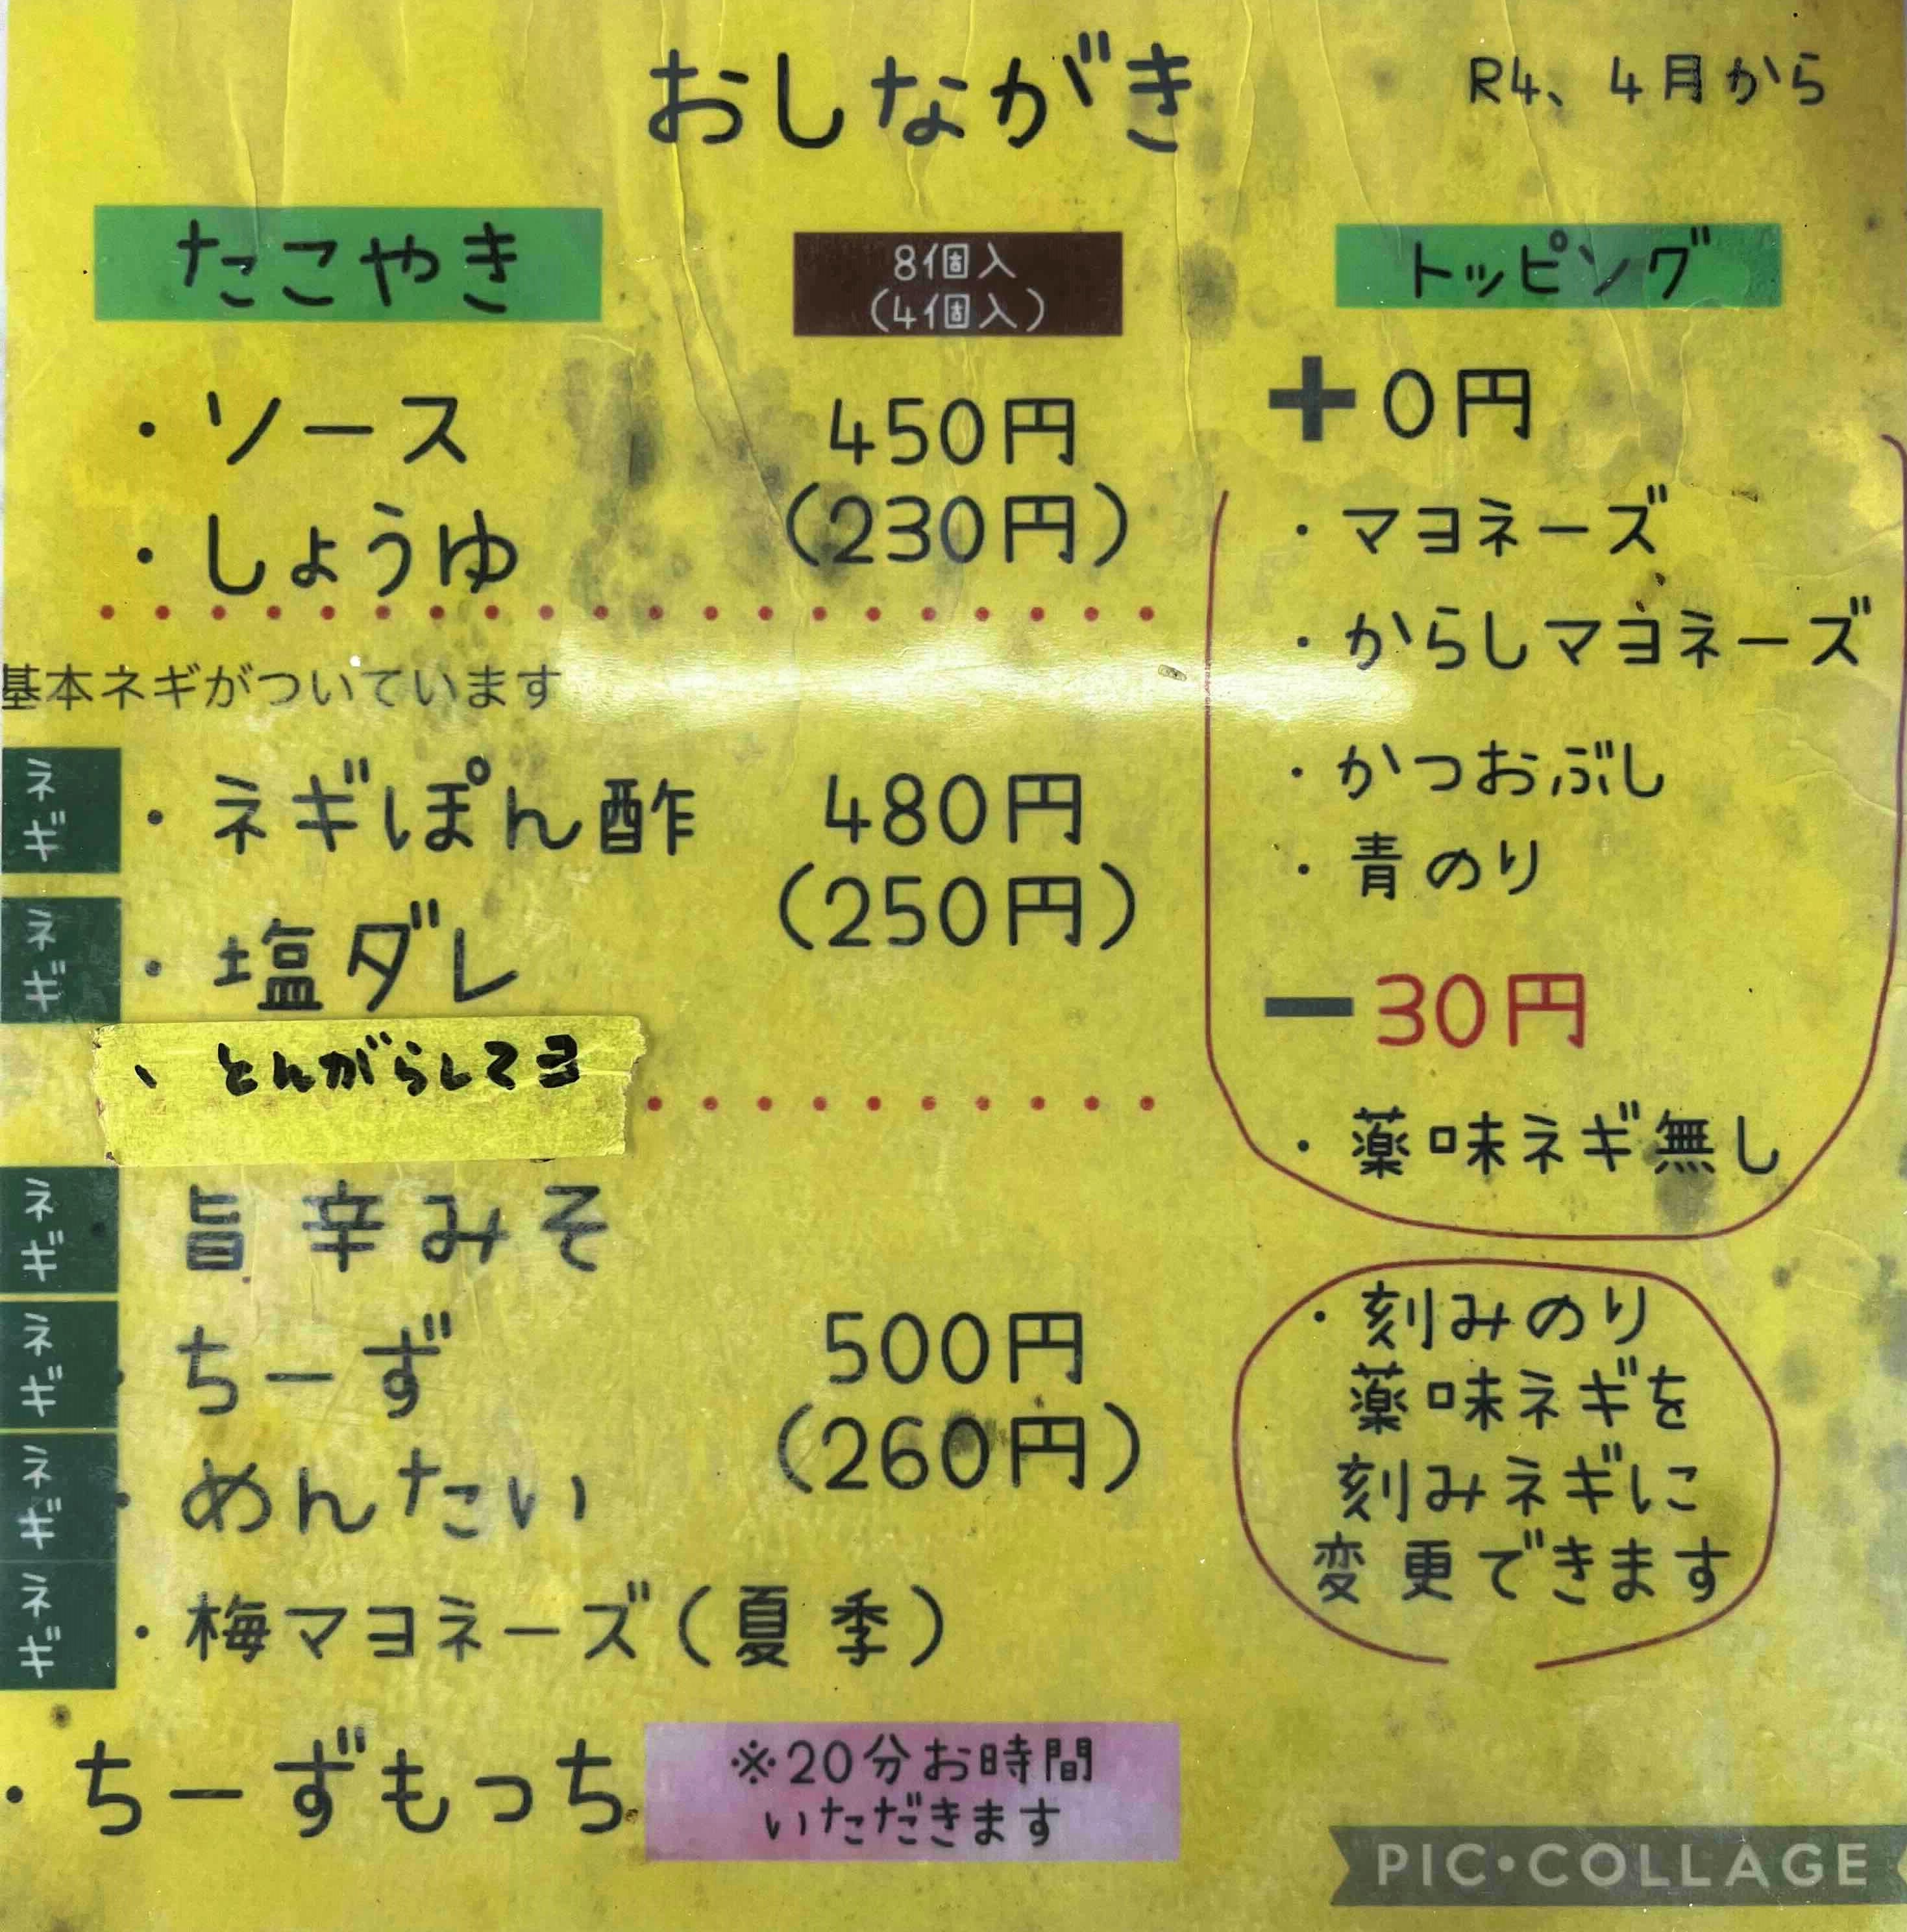 おしながき
R4、4月から
たこやき
8個入
(4個入)
・ソース
・しょうゆ
450円
(230円)
基本ネギがついています
ネギ
・ネギぽん酢
ネギ
・塩ダレ
480円
(250円)
、とんがらしマヨ
ネギ
旨辛みそ
ネギ
・ちーず
ネギ
・めんたい
500円
(260円)
ネギ
・梅マヨネーズ(夏季)
・ちーずもっち
※20分お時間
いただきます
トッピング
+0円
・マヨネーズ
・からしマヨネーズ
・かつおぶし
・青のり
-30円
・薬味ネギ無し
・刻みのり
薬味ネギを
刻みネギに
変更できます
PIC•COLLAGE